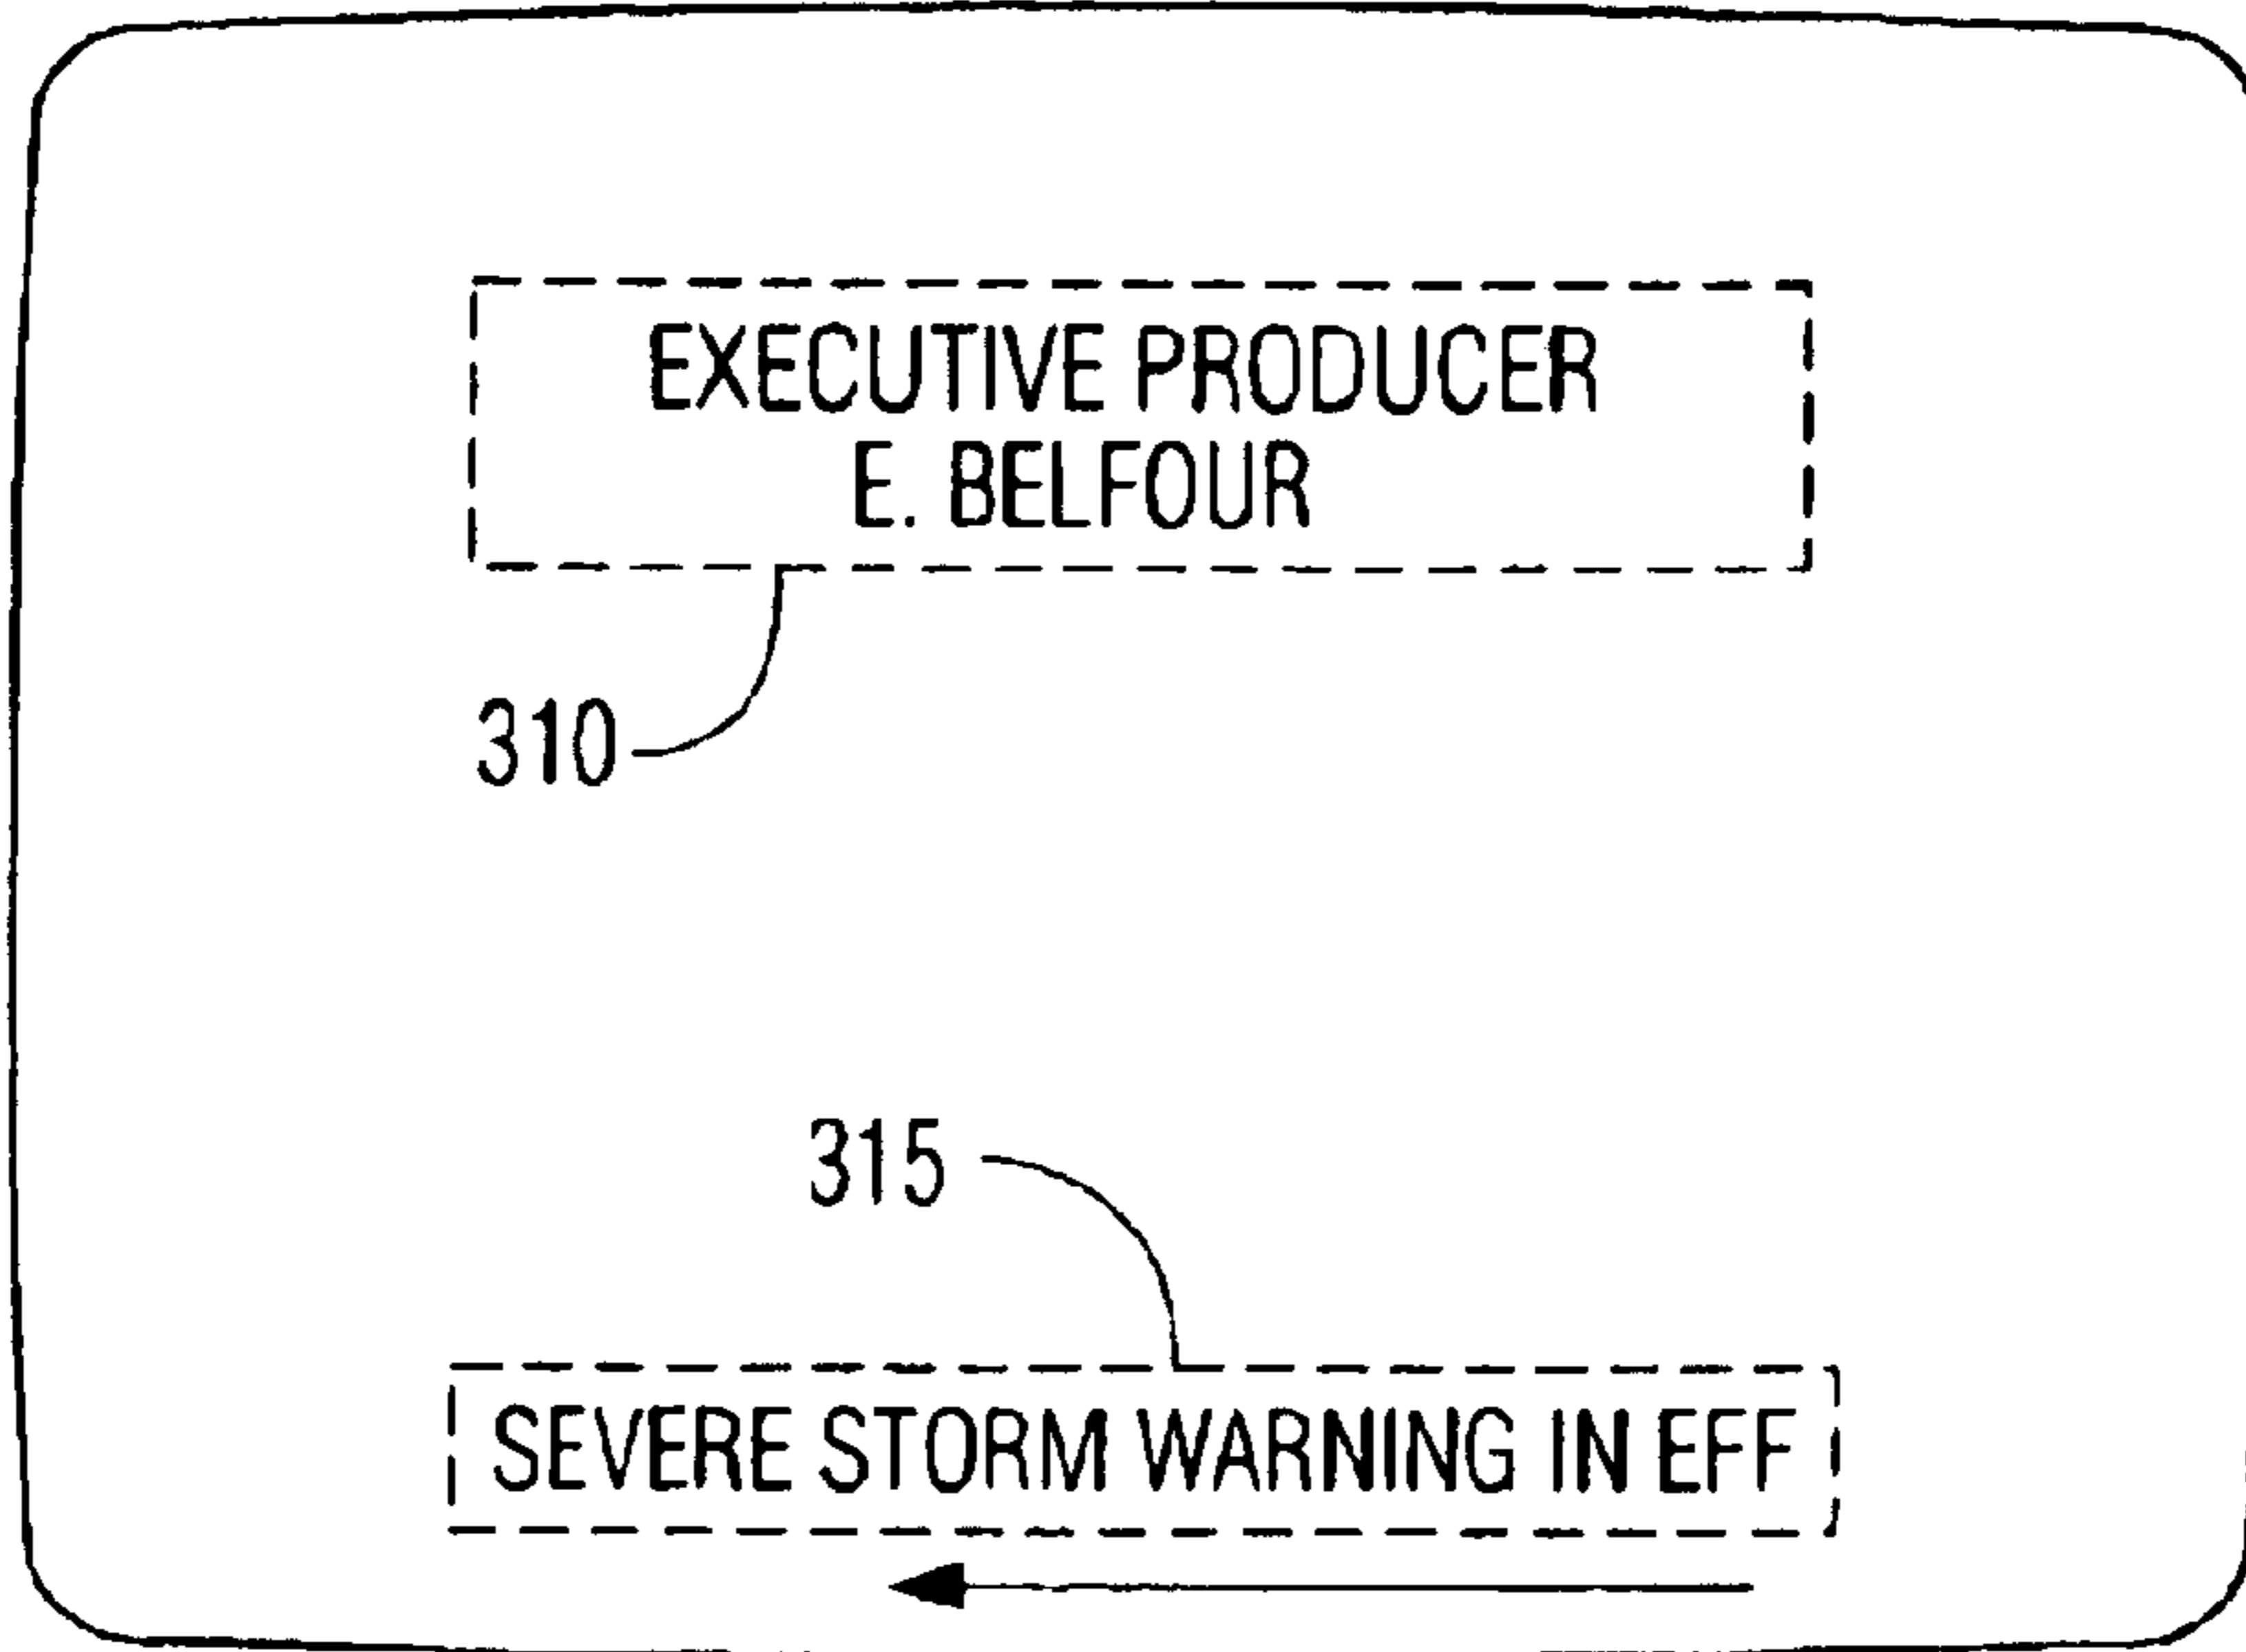 EXECUTIVE PRODUCER
E. BELFOUR
310
315
SEVERE STORM WARNING IN EFF